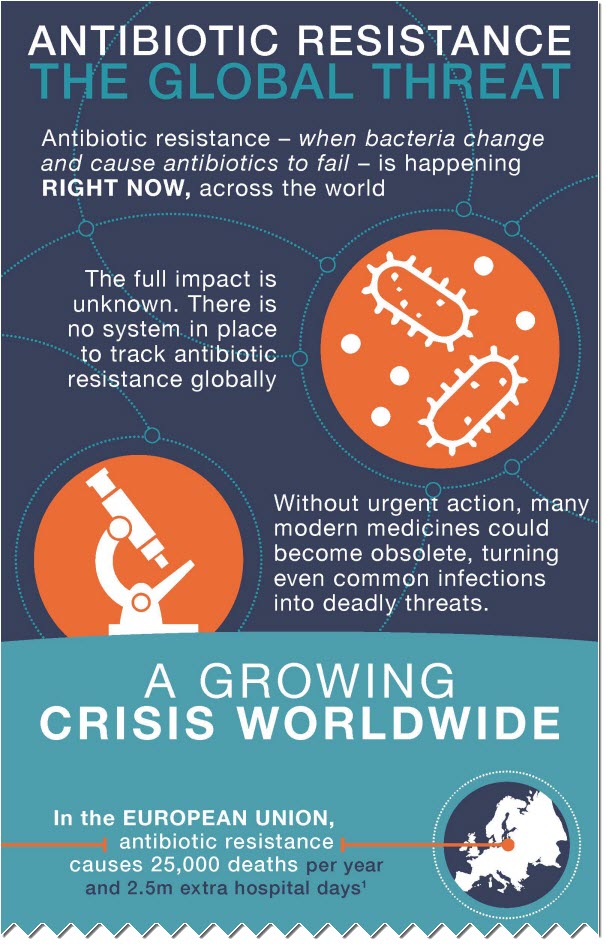 ANTIBIOTIC RESISTANCE
THE GLOBAL THREAT
Antibiotic resistance – when bacteria change
and cause antibiotics to fail – is happening
RIGHT NOW, across the world
The full impact is
unknown. There is
no system in place
to track antibiotic
resistance globally
Without urgent action, many
modern medicines could
become obsolete, turning
even common infections
into deadly threats.
A GROWING
CRISIS WORLDWIDE
In the EUROPEAN UNION,
antibiotic resistance
causes 25,000 deaths per year
and 2.5m extra hospital days¹